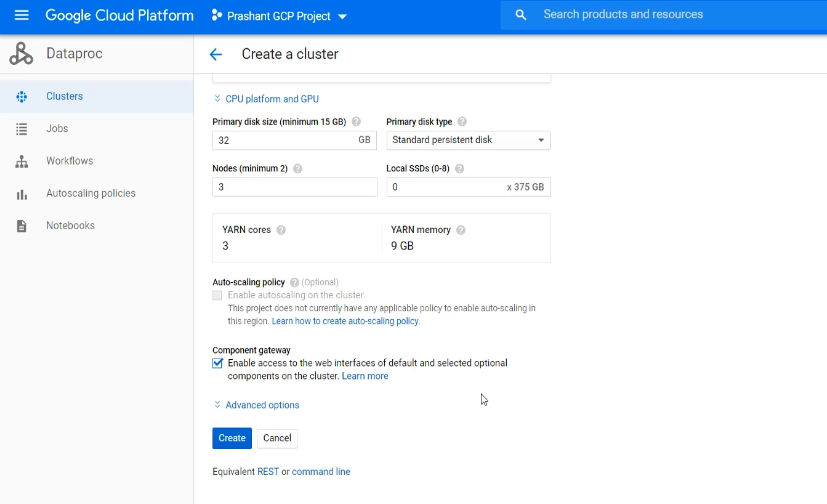 Google Cloud Platform
Prashant GCP Project
Search products and resources
Dataproc
Create a cluster
Clusters
Jobs
Workflows
Autoscaling policies
Notebooks
CPU platform and GPU
Primary disk size (minimum 15 GB)
Primary disk type
32 GB
Standard persistent disk
Nodes (minimum 2)
Local SSDs (0-8)
3
0 x 375 GB
YARN cores
YARN memory
3
9 GB
Auto-scaling policy (Optional)
Enable autoscaling on the cluster.
This project does not currently have any applicable policy to enable auto-scaling in
this region. Learn how to create auto-scaling policy.
Component gateway
Enable access to the web interfaces of default and selected optional
components on the cluster. Learn more
Advanced options
Create
Cancel
Equivalent REST or command line